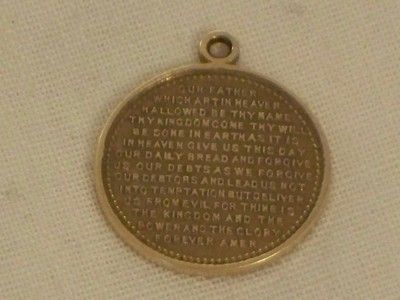 OUR FATHER
WHICH ART IN HEAVEN
HALLOWED BE THY NAME
THY KINGDOM COME THY WILL
BE DONE IN EARTH AS IT IS
IN HEAVEN GIVE US THIS DAY
OUR DAILY BREAD AND FORGIVE
US OUR DEBTS AS WE FORGIVE
OUR DEBTORS AND LEAD US NOT
INTO TEMPTATION BUT DELIVER
US FROM EVIL FOR THINE IS
THE KINGDOM AND THE
POWER AND THE GLORY
FOREVER AMEN